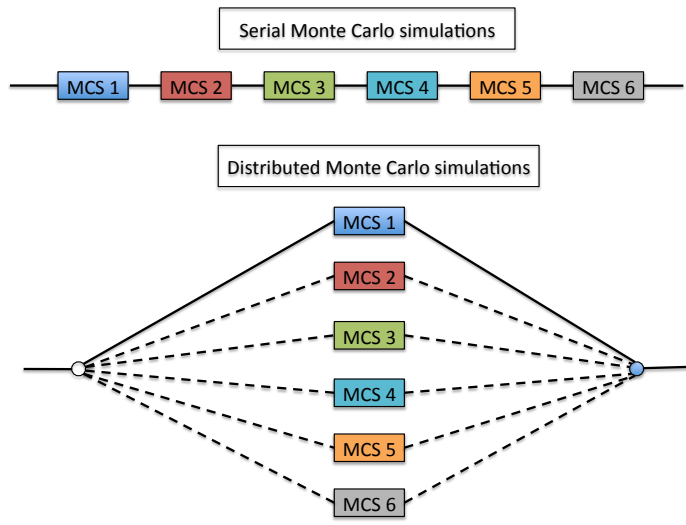 Serial Monte Carlo simulations
MCS 1 MCS 2 MCS 3 MCS 4 MCS 5 MCS 6
Distributed Monte Carlo simulations
MCS 1
MCS 2
MCS 3
MCS 4
MCS 5
MCS 6